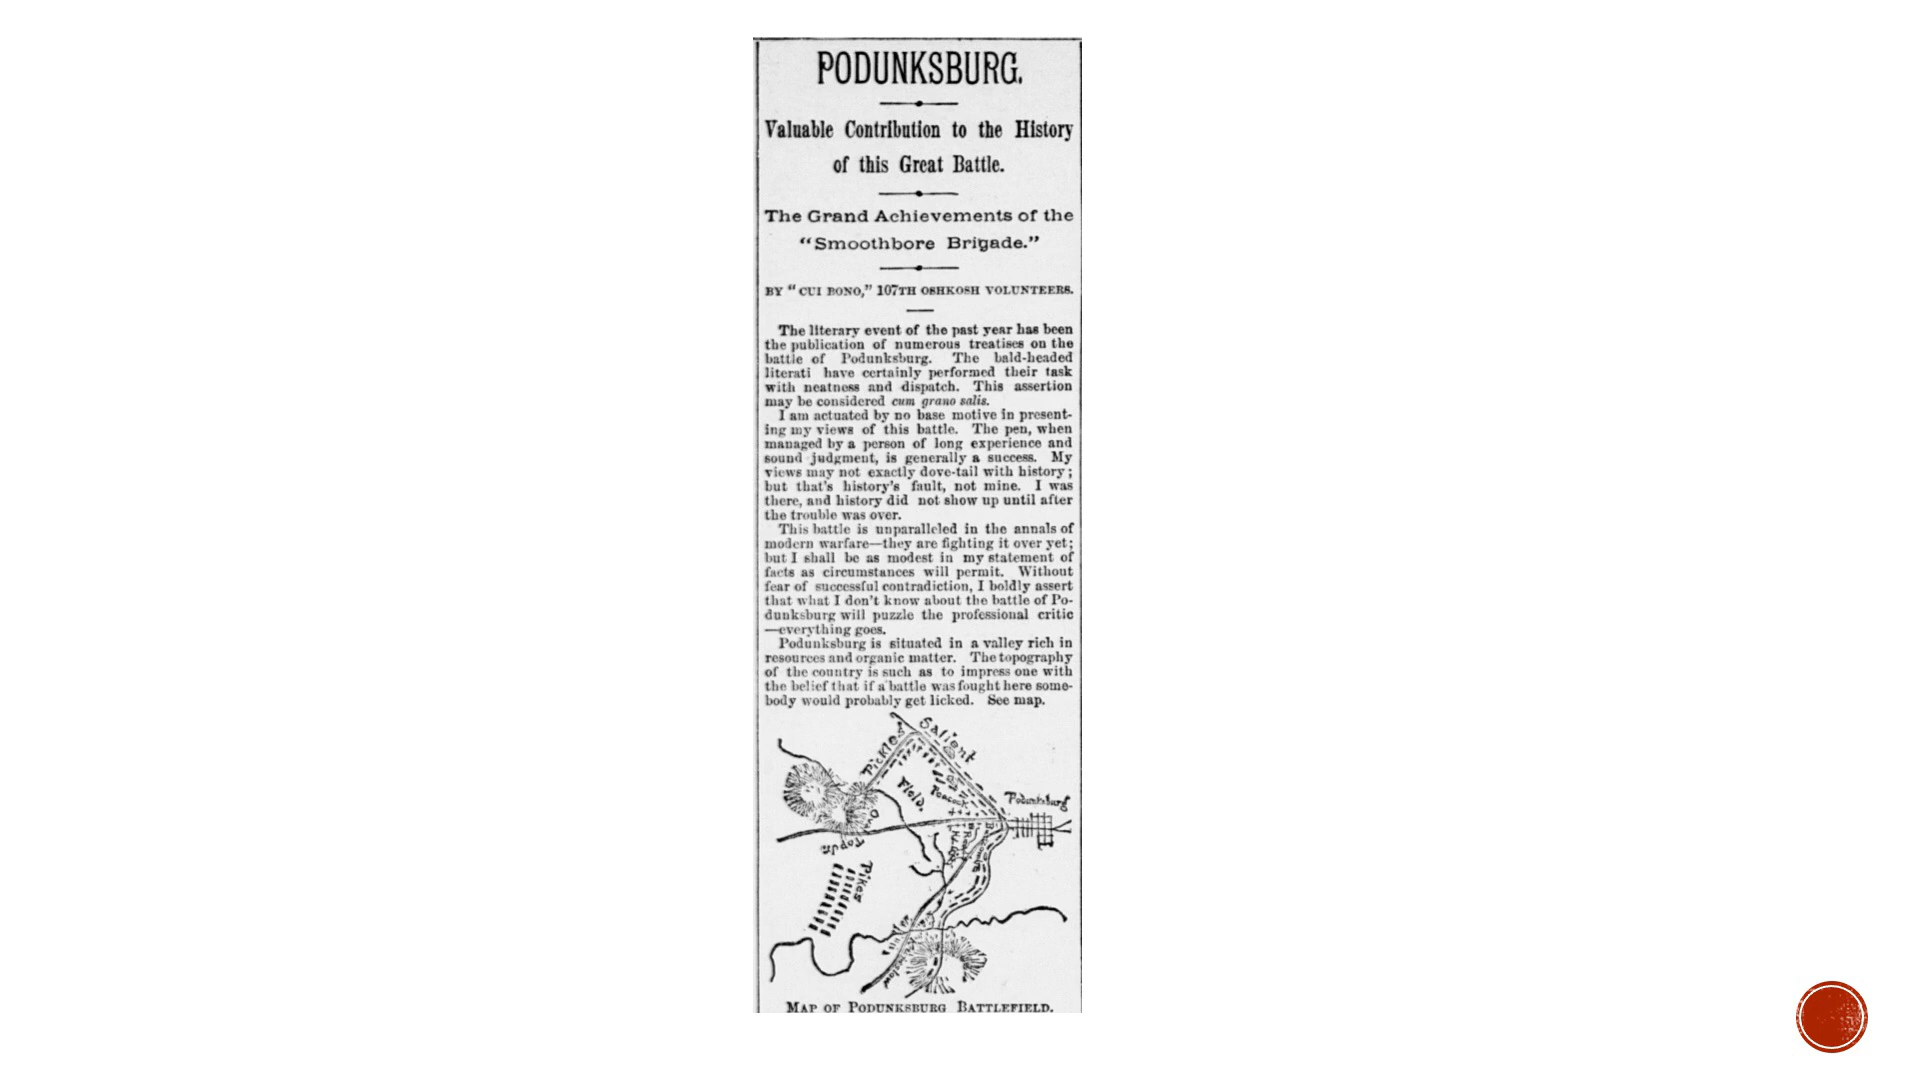 PODUNKSBURG.
Valuable Contribution to the History
of this Great Battle.
The Grand Achievements of the
"Smoothbore Brigade."
BY "CUI BONO," 107TH OSHKOSH VOLUNTEERS.
The literary event of the past year has been
the publication of numerous treatises on the
battle of Podunksburg. The bald-headed
literati have certainly performed their task
with neatness and dispatch. This assertion
may be considered cum grano salis.
I am actuated by no base motive in present-
ing my views of this battle. The pen, when
managed by a person of long experience and
sound judgment, is generally a success. My
views may not exactly dove-tail with history;
but that's history's fault, not mine. I was
there, and history did not show up until after
the trouble was over.
This battle is unparalleled in the annals of
modern warfare—they are fighting it over yet;
but I shall be as modest in my statement of
facts as circumstances will permit. Without
fear of successful contradiction, I boldly assert
that what I don't know about the battle of Po-
dunksburg will puzzle the professional critic
—everything goes.
Podunksburg is situated in a valley rich in
resources and organic matter. The topography
of the country is such as to impress one with
the belief that if a battle was fought here some-
body would probably get licked. See map.
Pickles Salient
Field.
Peacock
Podunksburg
Pikes
MAP OF PODUNKSBURG BATTLEFIELD.